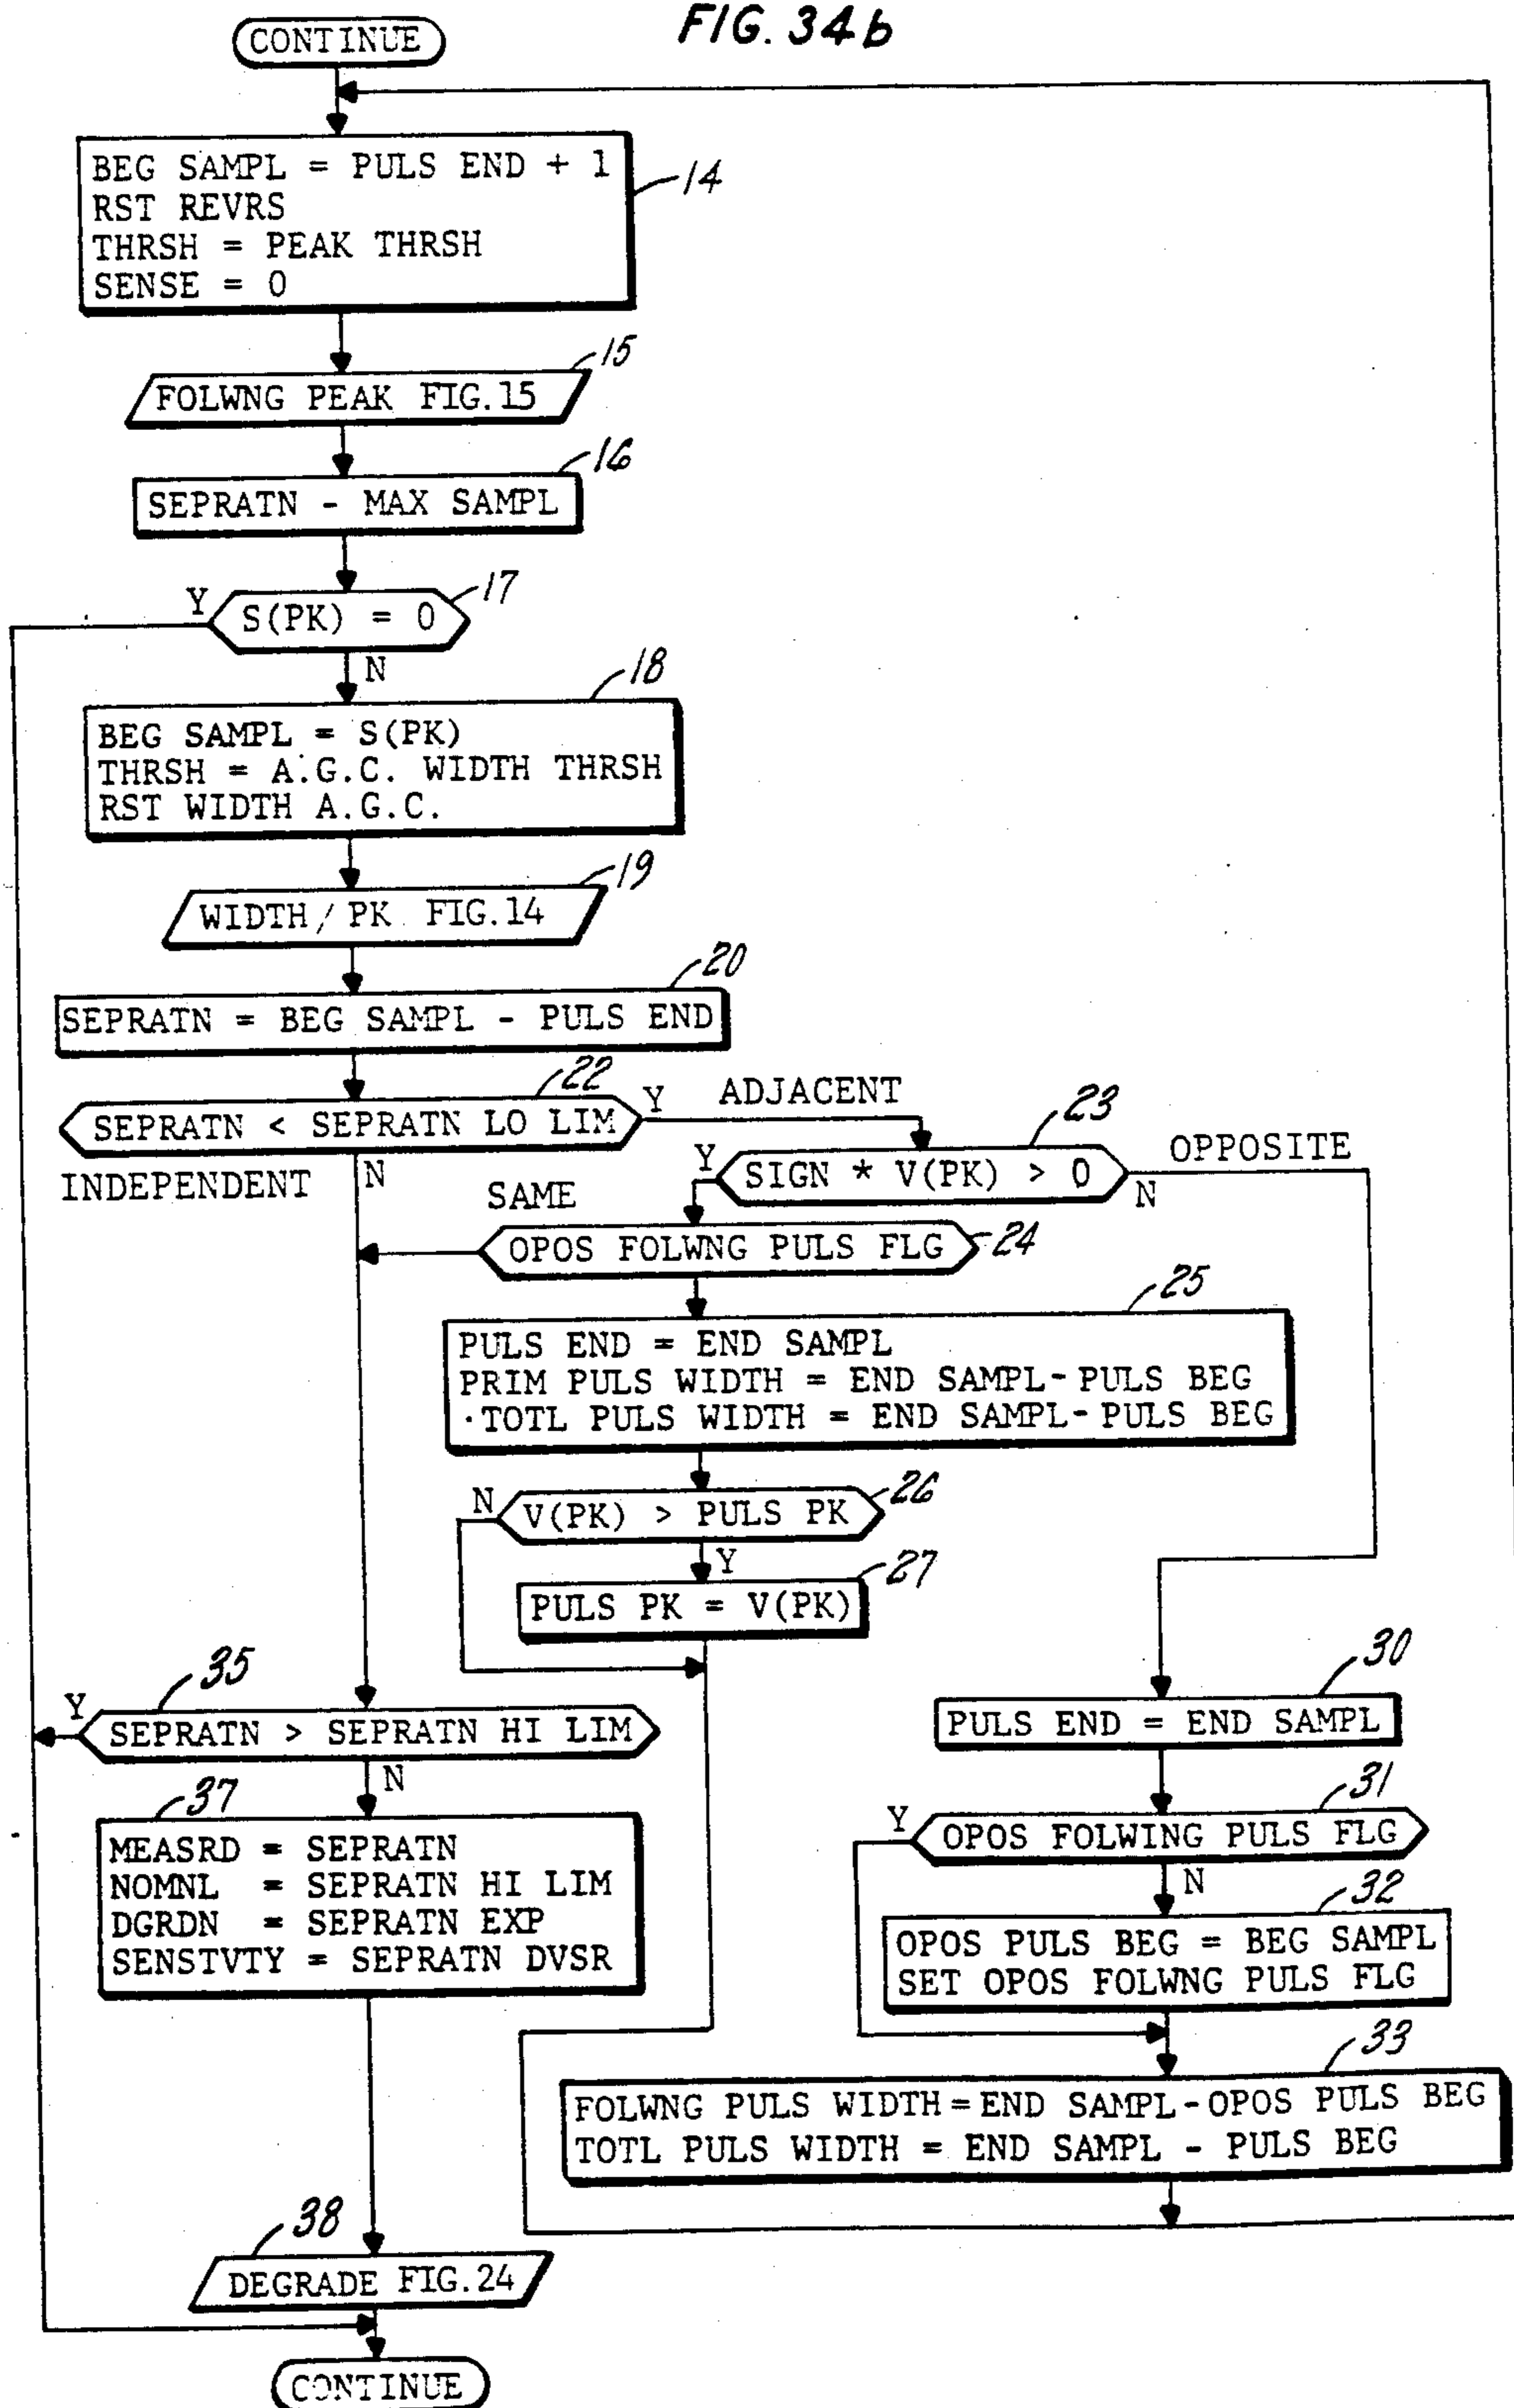 FIG. 34b
CONTINUE
BEG SAMPL = PULS END + 1
RST REVRS
THRSH = PEAK THRSH
SENSE = 0
14
15
FOLWNG PEAK FIG.15
16
SEPRATN - MAX SAMPL
17
Y
S(PK) = 0
N
18
BEG SAMPL = S(PK)
THRSH = A.G.C. WIDTH THRSH
RST WIDTH A.G.C.
19
WIDTH/PK FIG.14
20
SEPRATN = BEG SAMPL - PULS END
22
SEPRATN < SEPRATN LO LIM
Y ADJACENT
INDEPENDENT N
23
Y
SIGN * V(PK) > 0
OPPOSITE
N
SAME
OPOS FOLWNG PULS FLG
24
25
PULS END = END SAMPL
PRIM PULS WIDTH = END SAMPL-PULS BEG
TOTL PULS WIDTH = END SAMPL-PULS BEG
26
N
V(PK) > PULS PK
Y
27
PULS PK = V(PK)
30
PULS END = END SAMPL
31
Y
OPOS FOLWING PULS FLG
N
32
OPOS PULS BEG = BEG SAMPL
SET OPOS FOLWNG PULS FLG
33
FOLWNG PULS WIDTH = END SAMPL-OPOS PULS BEG
TOTL PULS WIDTH = END SAMPL - PULS BEG
35
Y
SEPRATN > SEPRATN HI LIM
N
37
MEASRD = SEPRATN
NOMNL = SEPRATN HI LIM
DGRDN = SEPRATN EXP
SENSTVTY = SEPRATN DVSR
38
DEGRADE FIG.24
CONTINUE